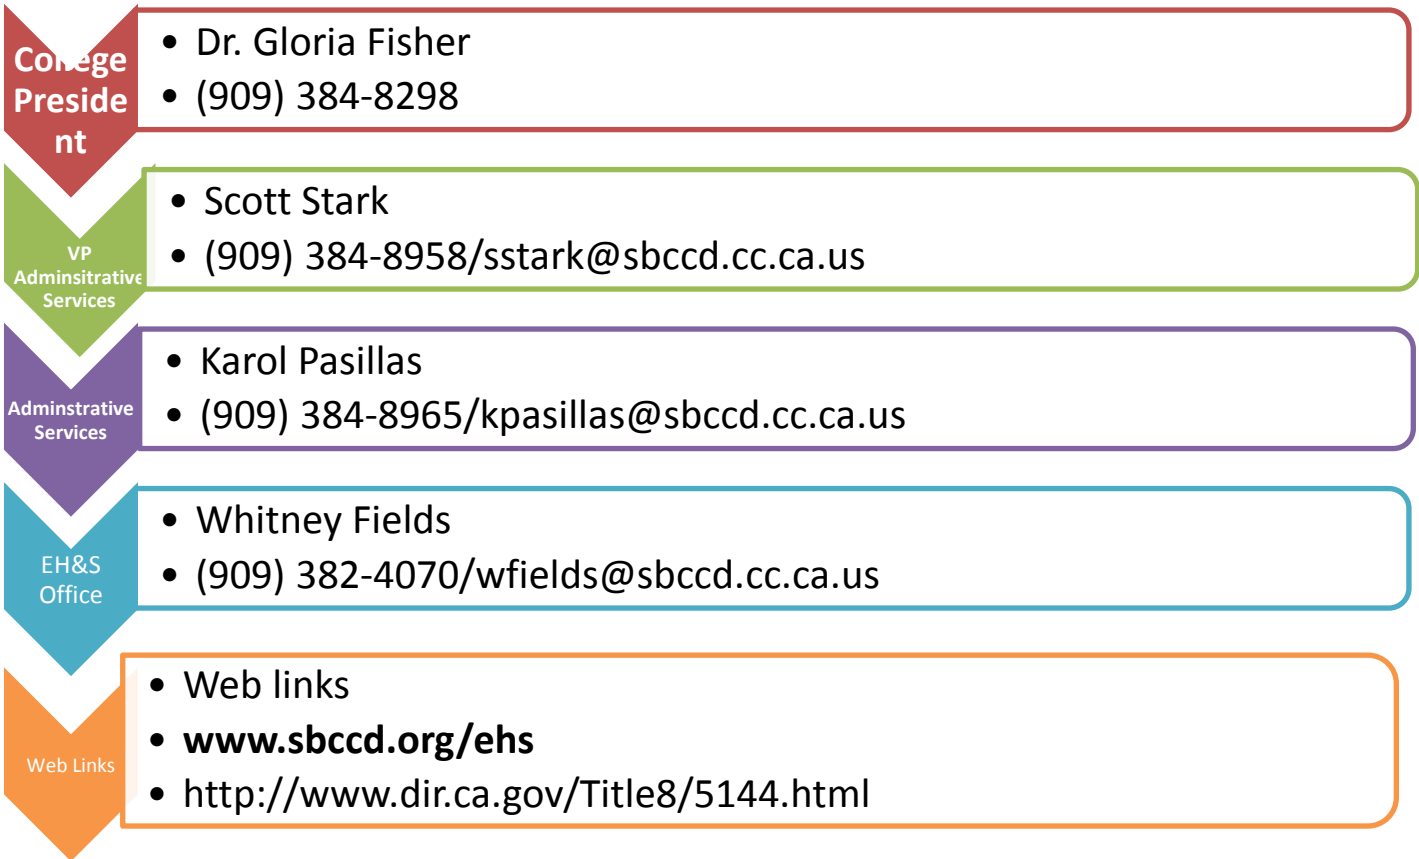 College
Preside
nt
• Dr. Gloria Fisher
• (909) 384-8298
VP
Adminsitrative
Services
• Scott Stark
• (909) 384-8958/sstark@sbccd.cc.ca.us
Adminstrative
Services
• Karol Pasillas
• (909) 384-8965/kpasillas@sbccd.cc.ca.us
EH&S
Office
• Whitney Fields
• (909) 382-4070/wfields@sbccd.cc.ca.us
Web Links
• Web links
• www.sbccd.org/ehs
• http://www.dir.ca.gov/Title8/5144.html